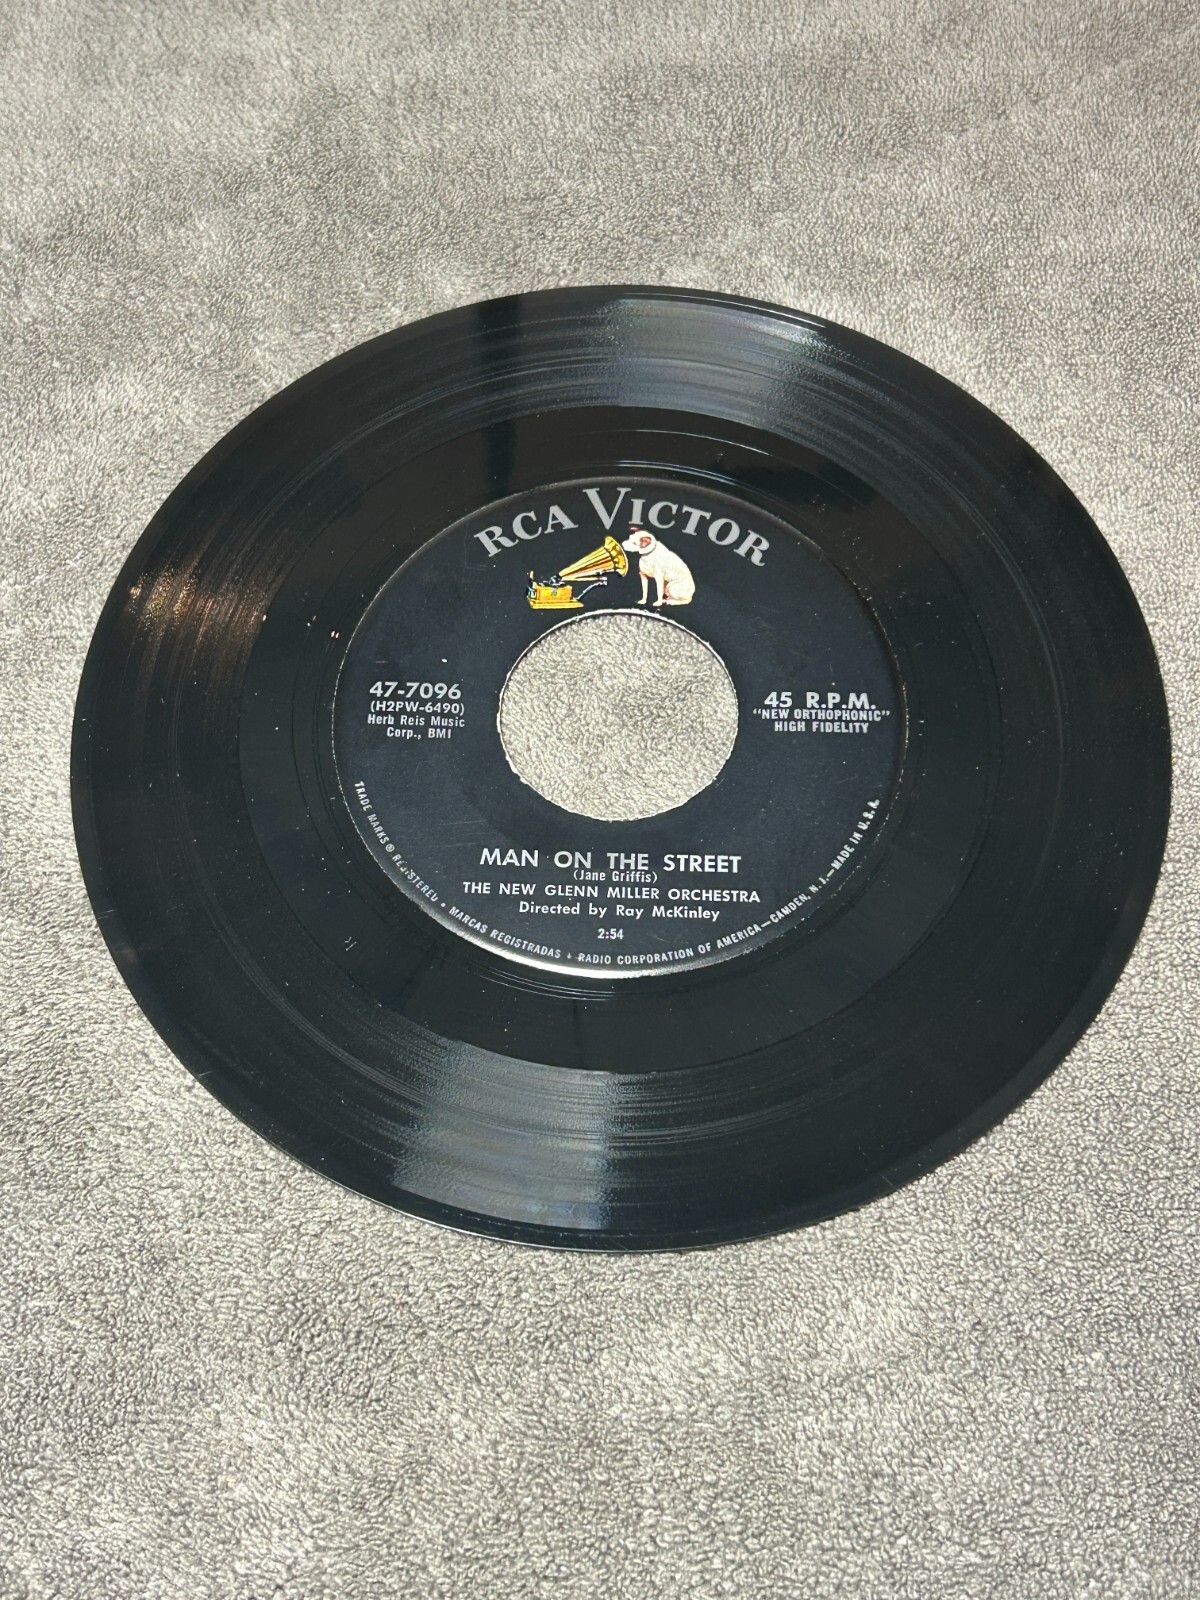 RCA VICTOR
47-7096
(H2PW-6490)
Herb Reis Music
Corp., BMI
45 R.P.M.
"NEW ORTHOPHONIC"
HIGH FIDELITY
MAN ON THE STREET
(Jane Griffis)
THE NEW GLENN MILLER ORCHESTRA
Directed by Ray McKinley
2:54
TRADE MARKS® REGISTERED • MARCAS REGISTRADAS • RADIO CORPORATION OF AMERICA—CAMDEN, N. J.—MADE IN U.S.A.